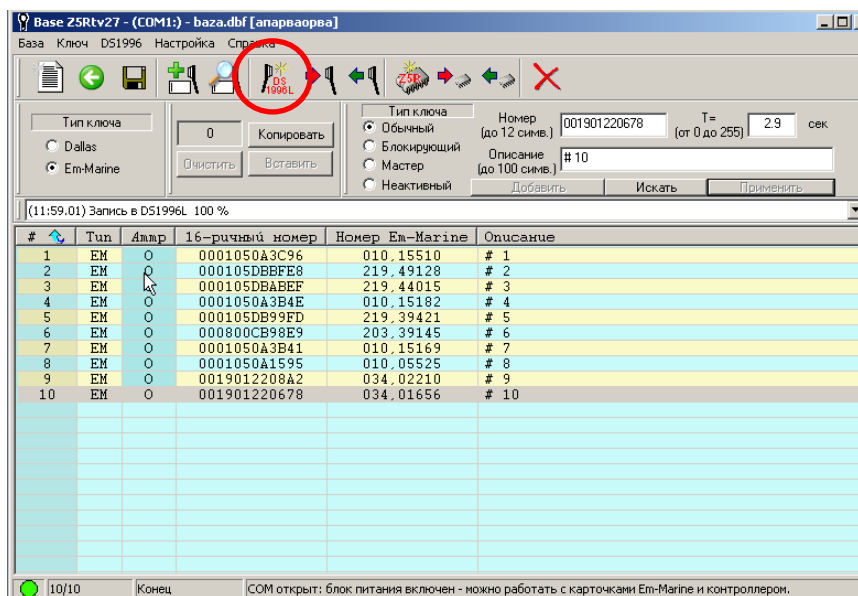 Base Z5Rtv27 - (COM1:) - baza.dbf [апарваорва]
База Ключ DS1996 Настройка Справка
DS 1996L Z5R
Тип ключа
Dallas
Em-Marine
0 Копировать
Очистить Вставить
Тип ключа
Обычный
Блокирующий
Мастер
Неактивный
Номер (до 12 симв.) 001901220678 T= (от 0 до 255) 2.9 сек
Описание (до 100 симв.) # 10
Добавить Искать Применить
(11:59.01) Запись в DS1996L 100 %
# Тип Аттр 16-ричный номер Номер Em-Marine Описание
1 EM O 0001050A3C96 010,15510 # 1
2 EM O 000105DBBFE8 219,49128 # 2
3 EM O 000105DBABEF 219,44015 # 3
4 EM O 0001050A3B4E 010,15182 # 4
5 EM O 000105DB99FD 219,39421 # 5
6 EM O 000800CB98E9 203,39145 # 6
7 EM O 0001050A3B41 010,15169 # 7
8 EM O 0001050A1595 010,05525 # 8
9 EM O 0019012208A2 034,02210 # 9
10 EM O 001901220678 034,01656 # 10
10/10 Конец COM открыт: блок питания включен - можно работать с карточками Em-Marine и контроллером.